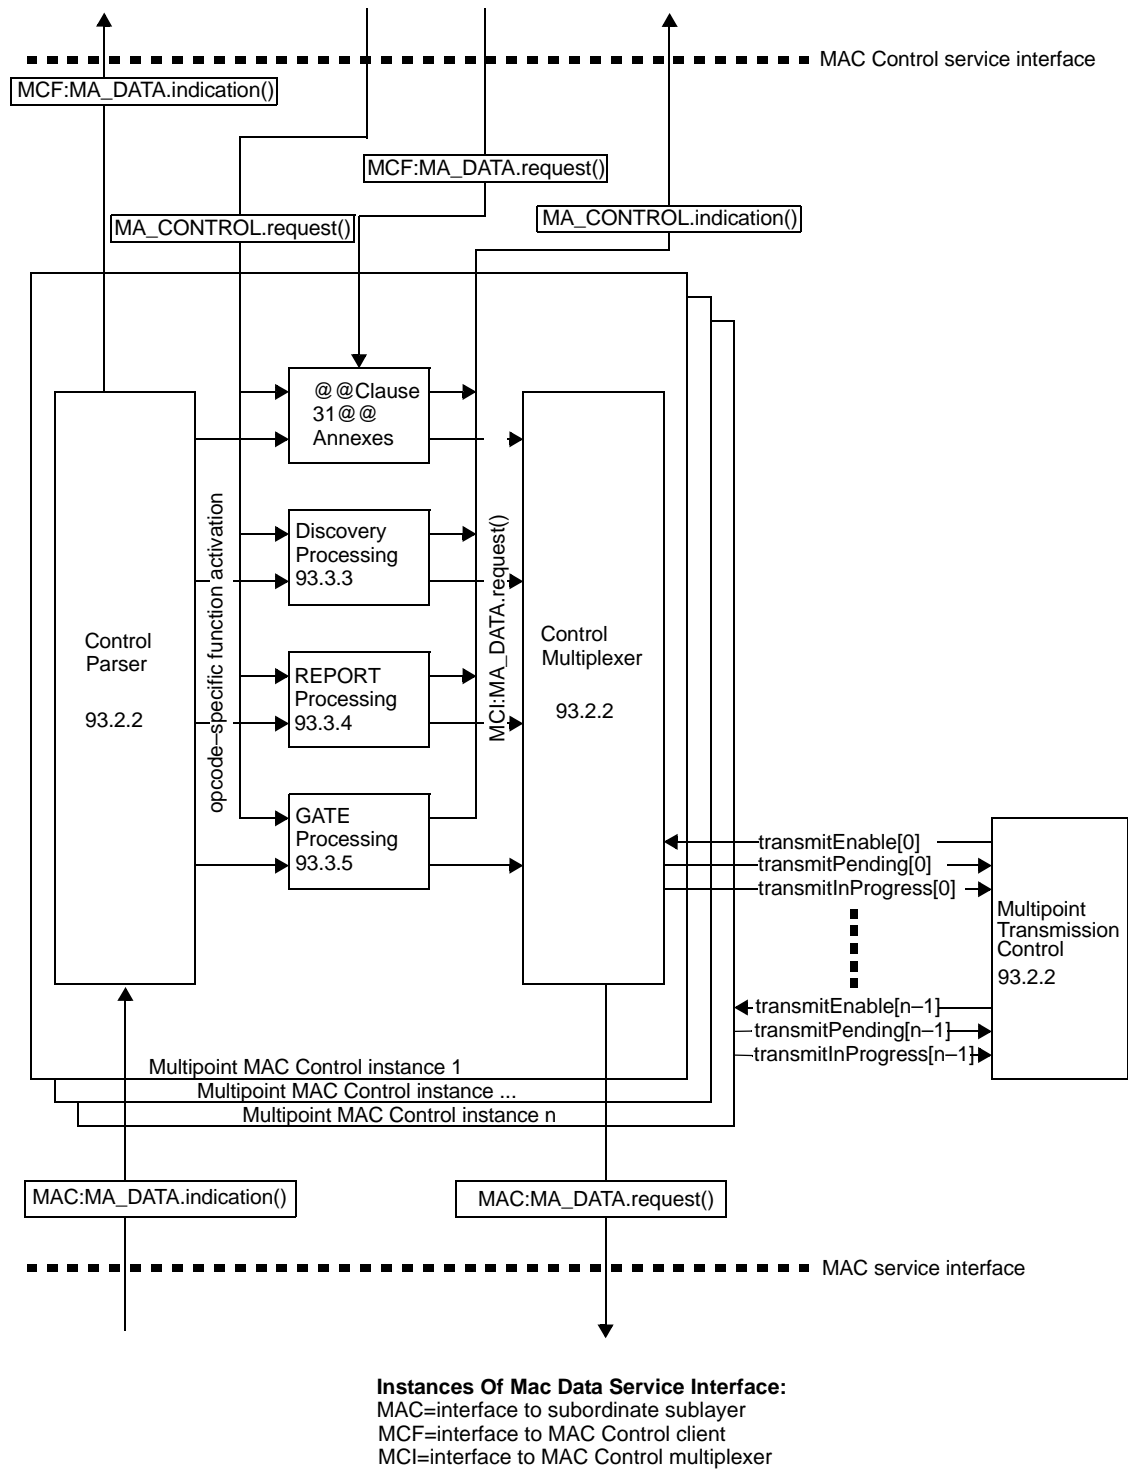 MAC Control service interface
MCF:MA_DATA.indication()
MCF:MA_DATA.request()
MA_CONTROL.request()
MA_CONTROL.indication()
@@Clause
31@@
Annexes
Discovery
Processing
93.3.3
REPORT
Processing
93.3.4
GATE
Processing
93.3.5
Control
Parser
93.2.2
opcode–specific function activation
MCI:MA_DATA.request()
Control
Multiplexer
93.2.2
transmitEnable[0]
transmitPending[0]
transmitInProgress[0]
transmitEnable[n–1]
transmitPending[n–1]
transmitInProgress[n–1]
Multipoint
Transmission
Control
93.2.2
Multipoint MAC Control instance 1
Multipoint MAC Control instance ...
Multipoint MAC Control instance n
MAC:MA_DATA.indication()
MAC:MA_DATA.request()
MAC service interface
Instances Of Mac Data Service Interface:
MAC=interface to subordinate sublayer
MCF=interface to MAC Control client
MCI=interface to MAC Control multiplexer